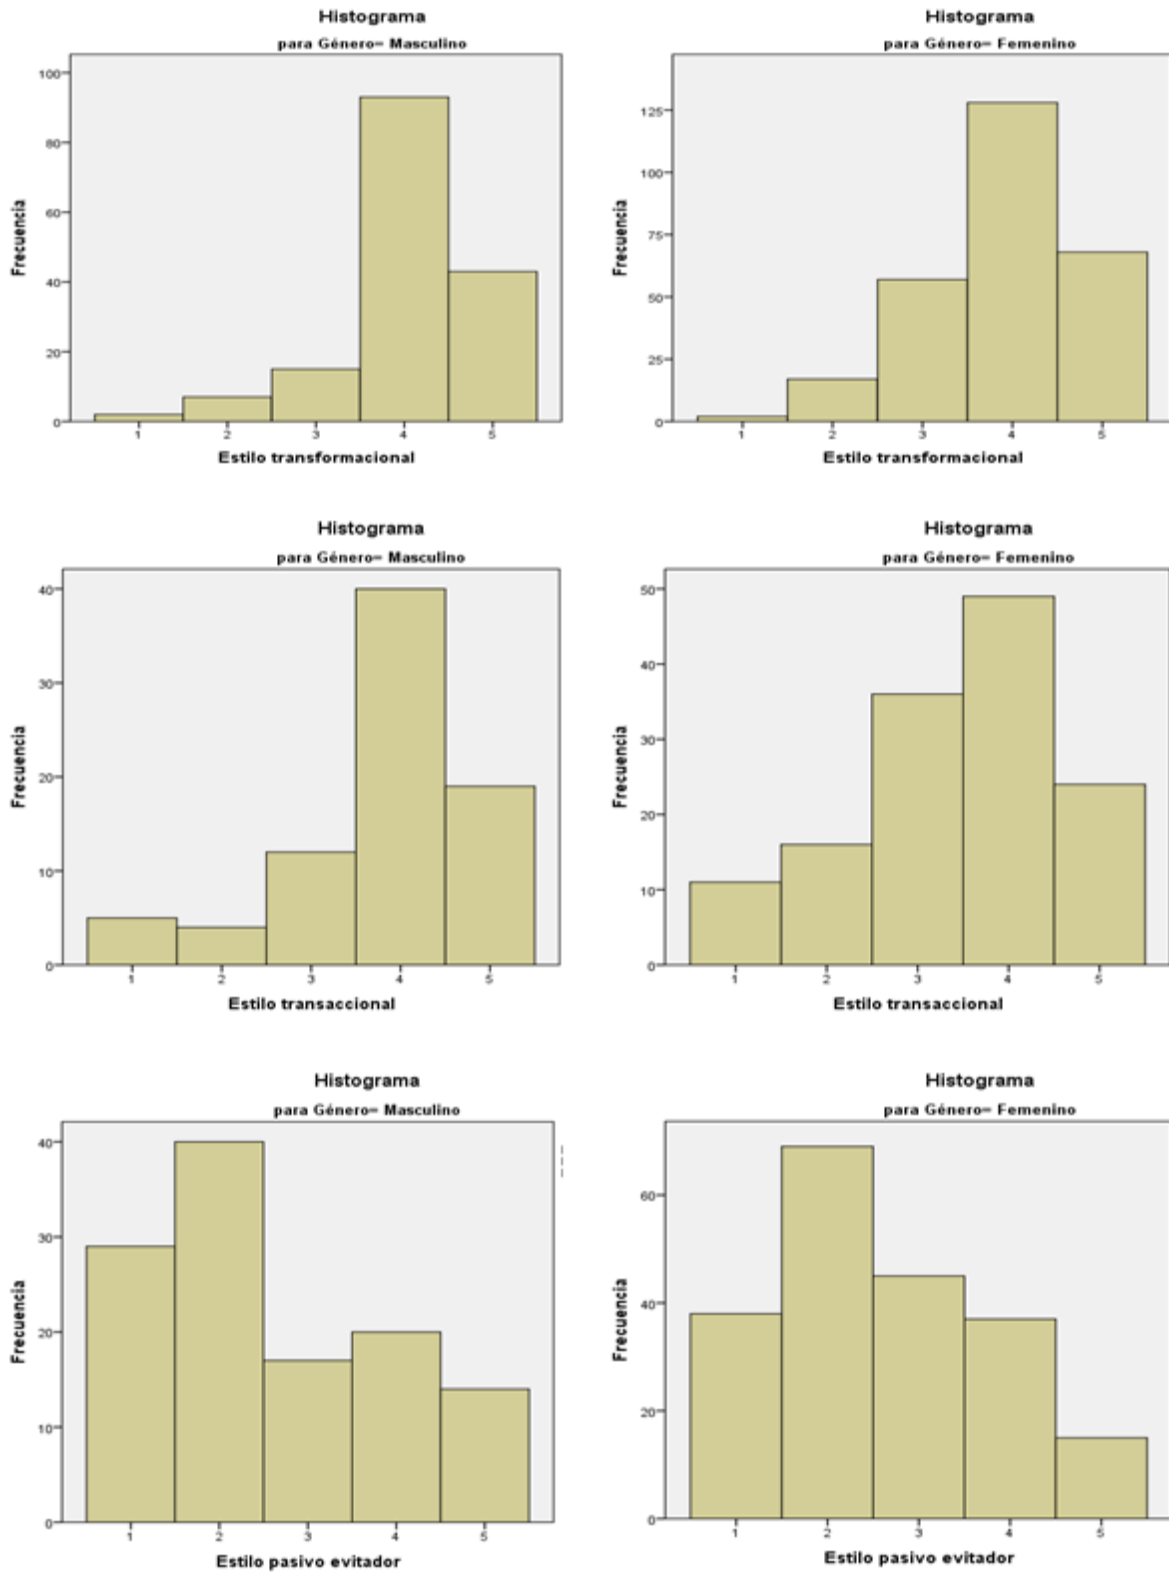 Histograma
para Género= Masculino
Frecuencia
100
80
60
40
20
0
1 2 3 4 5
Estilo transformacional
Histograma
para Género= Femenino
Frecuencia
125
100
75
50
25
0
1 2 3 4 5
Estilo transformacional
Histograma
para Género= Masculino
Frecuencia
40
30
20
10
0
1 2 3 4 5
Estilo transaccional
Histograma
para Género= Femenino
Frecuencia
50
40
30
20
10
0
1 2 3 4 5
Estilo transaccional
Histograma
para Género= Masculino
Frecuencia
40
30
20
10
0
1 2 3 4 5
Estilo pasivo evitador
Histograma
para Género= Femenino
Frecuencia
60
40
20
0
1 2 3 4 5
Estilo pasivo evitador